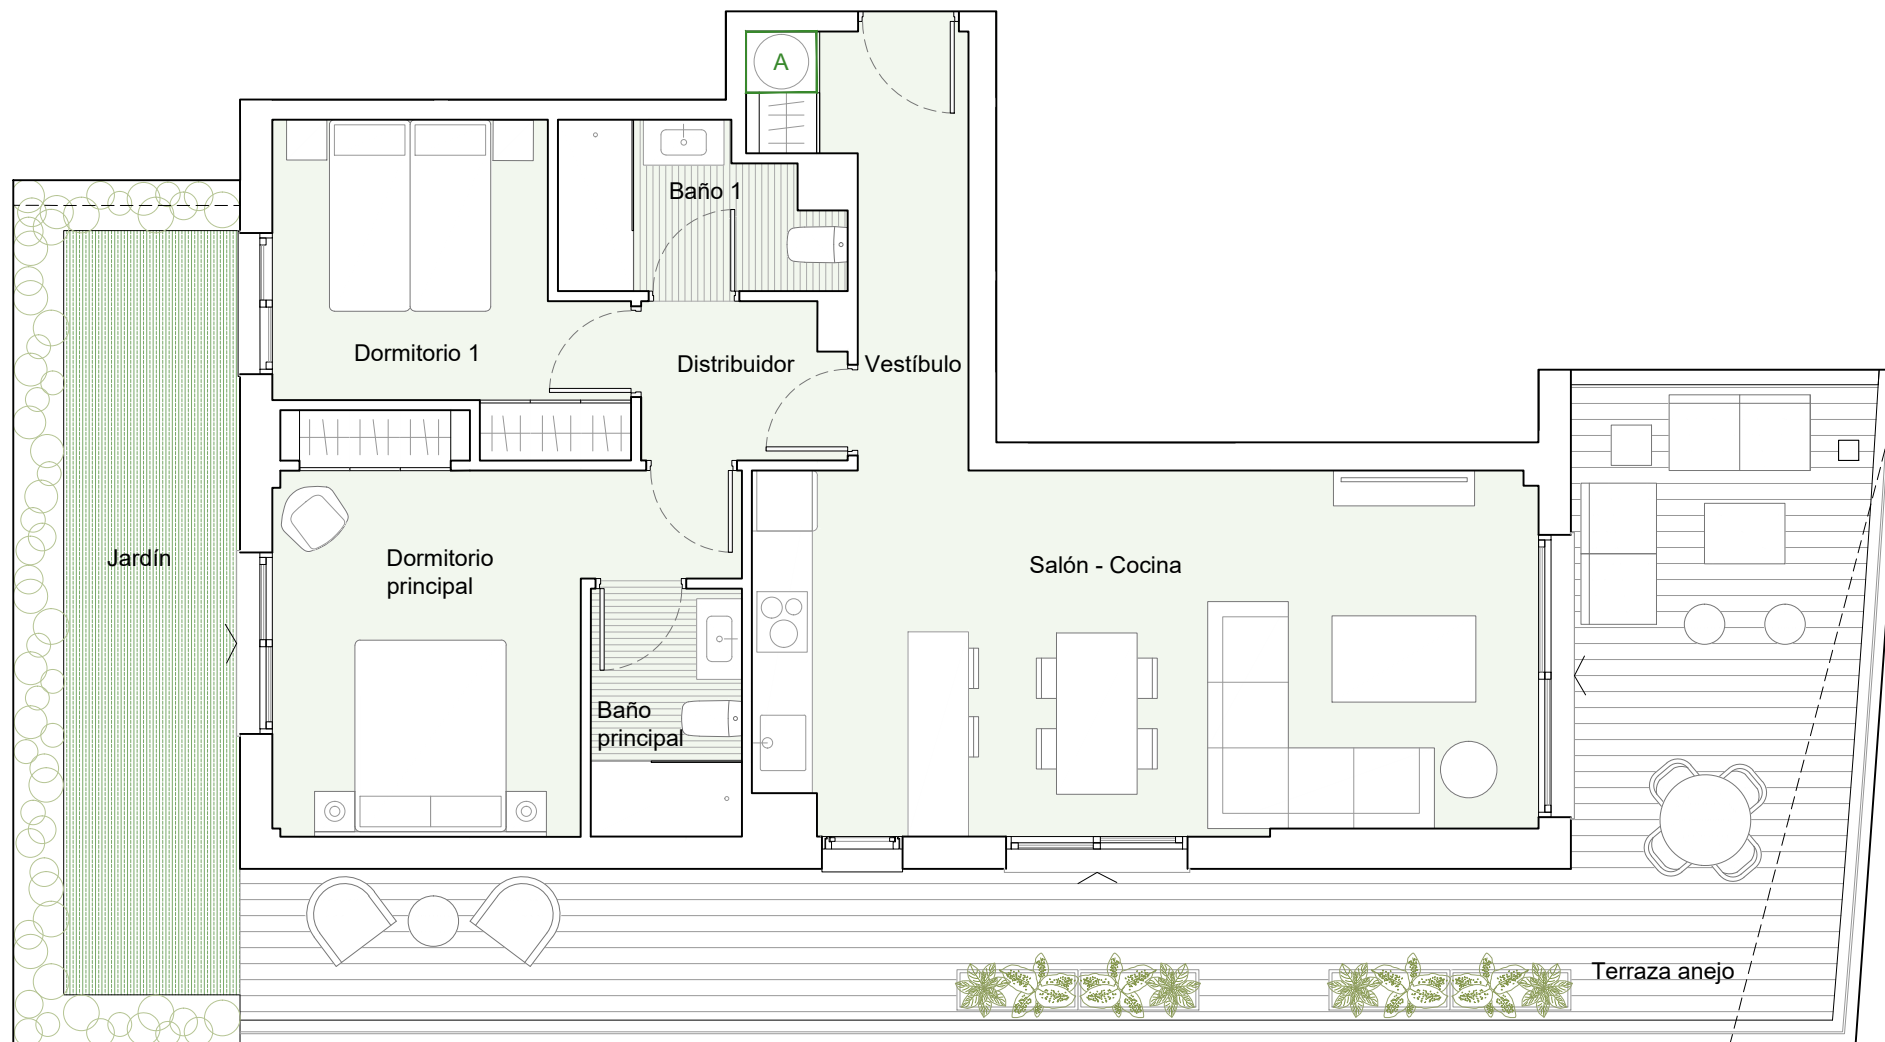 A
Baño 1
Dormitorio 1
Distribuidor
Vestíbulo
Jardín
Dormitorio
principal
Salón - Cocina
Baño
principal
Terraza anejo